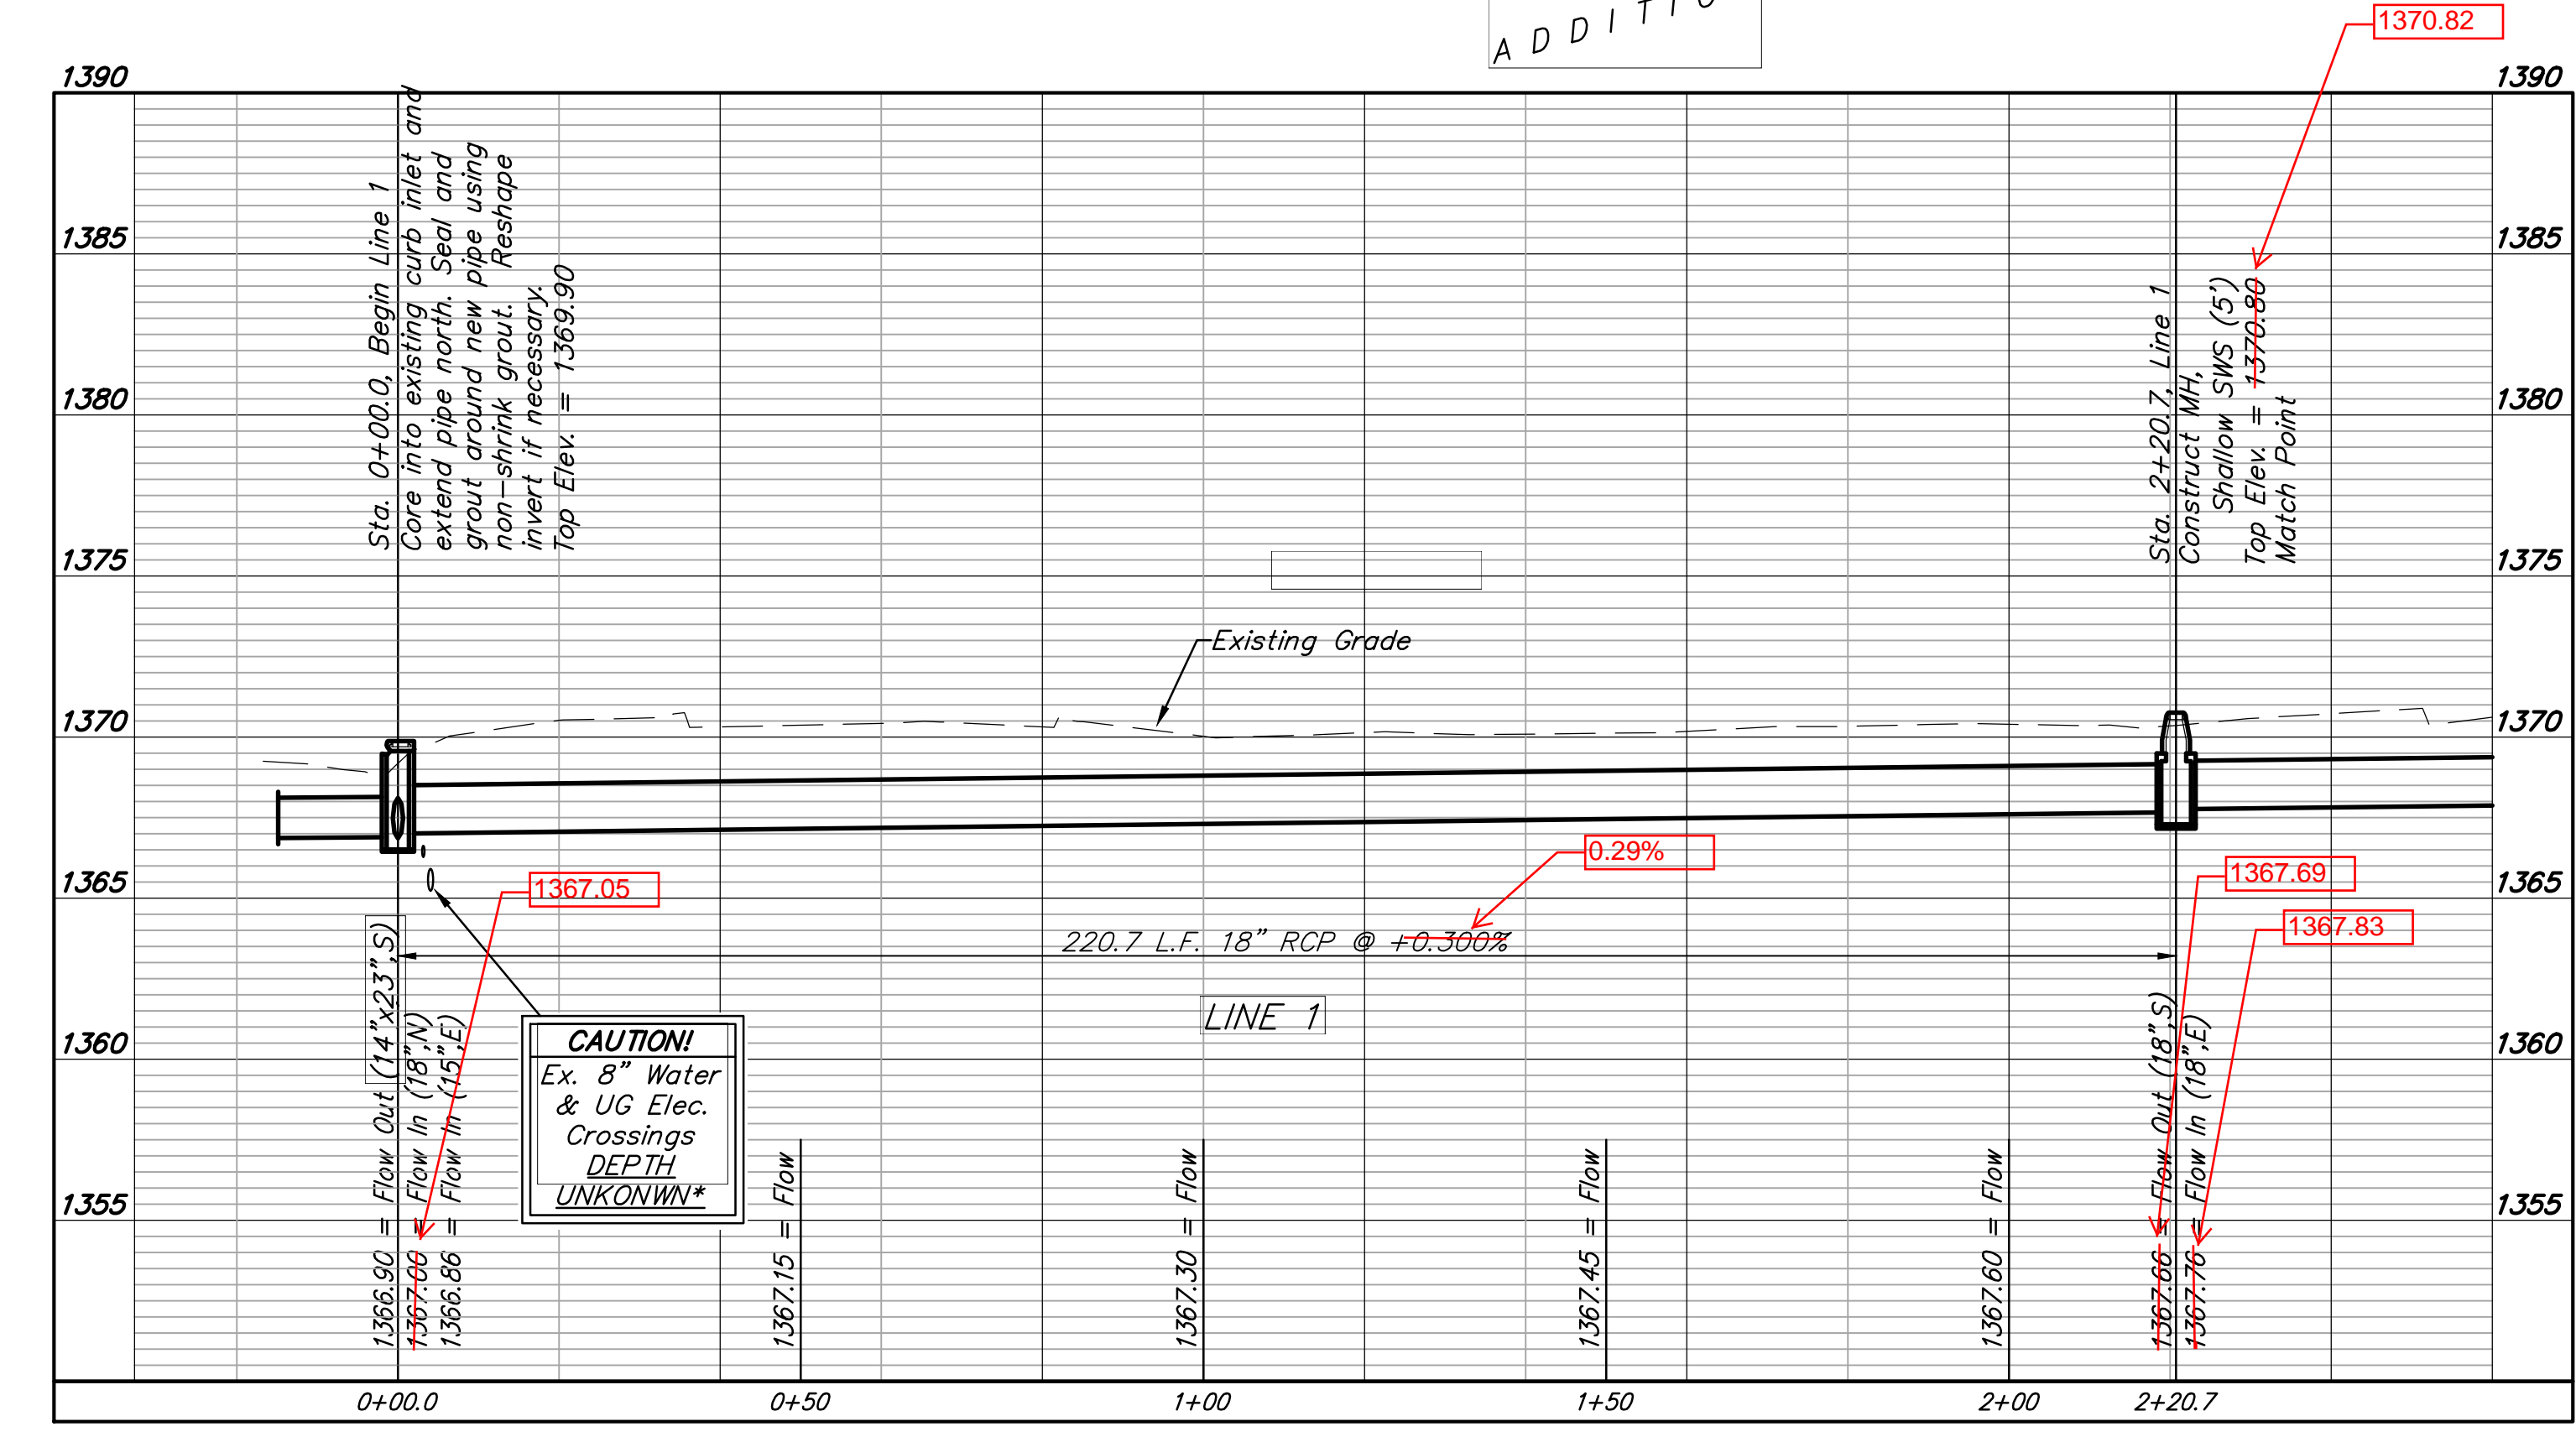 ADDITIO
1370.82
1390
1390
1385
1385
1380
1380
1375
1375
1370
1370
1365
1365
1360
1360
1355
1355
Sta. 0+00.0, Begin Line 1
Core into existing curb inlet and
extend pipe north. Seal and
grout around new pipe using
non-shrink grout. Reshape
invert if necessary.
Top Elev. = 1369.90
Sta. 2+20.7, Line 1
Construct MH,
Shallow SWS (5')
Top Elev. = 1370.80
Match Point
Existing Grade
1367.05
0.29%
1367.69
1367.83
220.7 L.F. 18" RCP @ +0.300%
LINE 1
CAUTION!
Ex. 8" Water
& UG Elec.
Crossings
DEPTH
UNKONWN*
1366.90 = Flow Out (14"x23",S)
1367.00 = Flow In (18",N)
1366.86 = Flow In (15",E)
1367.15 = Flow
1367.30 = Flow
1367.45 = Flow
1367.60 = Flow
1367.66 = Flow Out (18",S)
1367.76 = Flow In (18",E)
0+00.0
0+50
1+00
1+50
2+00
2+20.7